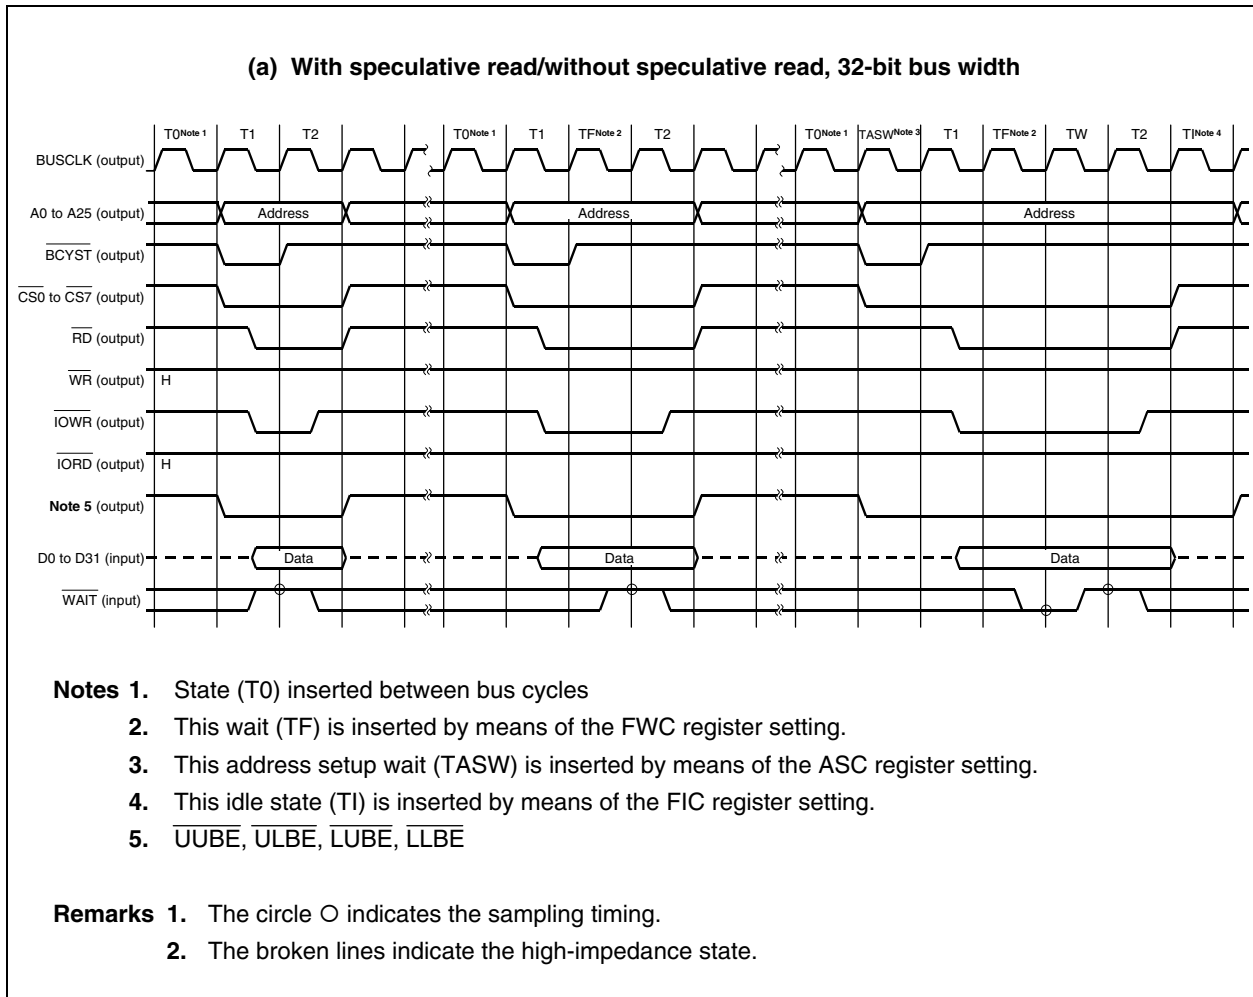 (a) With speculative read/without speculative read, 32-bit bus width
T0Note 1 T1 T2 T0Note 1 T1 TFNote 2 T2 T0Note 1 TASWNote 3 T1 TFNote 2 TW T2 TINote 4
BUSCLK (output)
A0 to A25 (output) Address Address Address
BCYST (output)
CS0 to CS7 (output)
RD (output)
WR (output) H
IOWR (output)
IORD (output) H
Note 5 (output)
D0 to D31 (input) Data Data Data
WAIT (input)
Notes 1. State (T0) inserted between bus cycles
2. This wait (TF) is inserted by means of the FWC register setting.
3. This address setup wait (TASW) is inserted by means of the ASC register setting.
4. This idle state (TI) is inserted by means of the FIC register setting.
5. UUBE, ULBE, LUBE, LLBE
Remarks 1. The circle O indicates the sampling timing.
2. The broken lines indicate the high-impedance state.